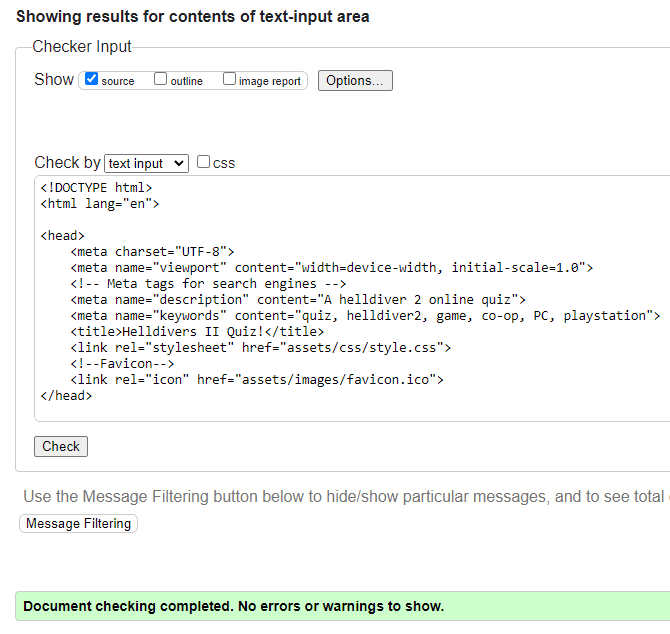 Showing results for contents of text-input area
Checker Input
Show source outline image report Options...
Check by text input css
<!DOCTYPE html>
<html lang="en">
<head>
<meta charset="UTF-8">
<meta name="viewport" content="width=device-width, initial-scale=1.0">
<!-- Meta tags for search engines -->
<meta name="description" content="A helldiver 2 online quiz">
<meta name="keywords" content="quiz, helldiver2, game, co-op, PC, playstation">
<title>Helldivers II Quiz!</title>
<link rel="stylesheet" href="assets/css/style.css">
<!--Favicon-->
<link rel="icon" href="assets/images/favicon.ico">
</head>
Check
Use the Message Filtering button below to hide/show particular messages, and to see total
Message Filtering
Document checking completed. No errors or warnings to show.